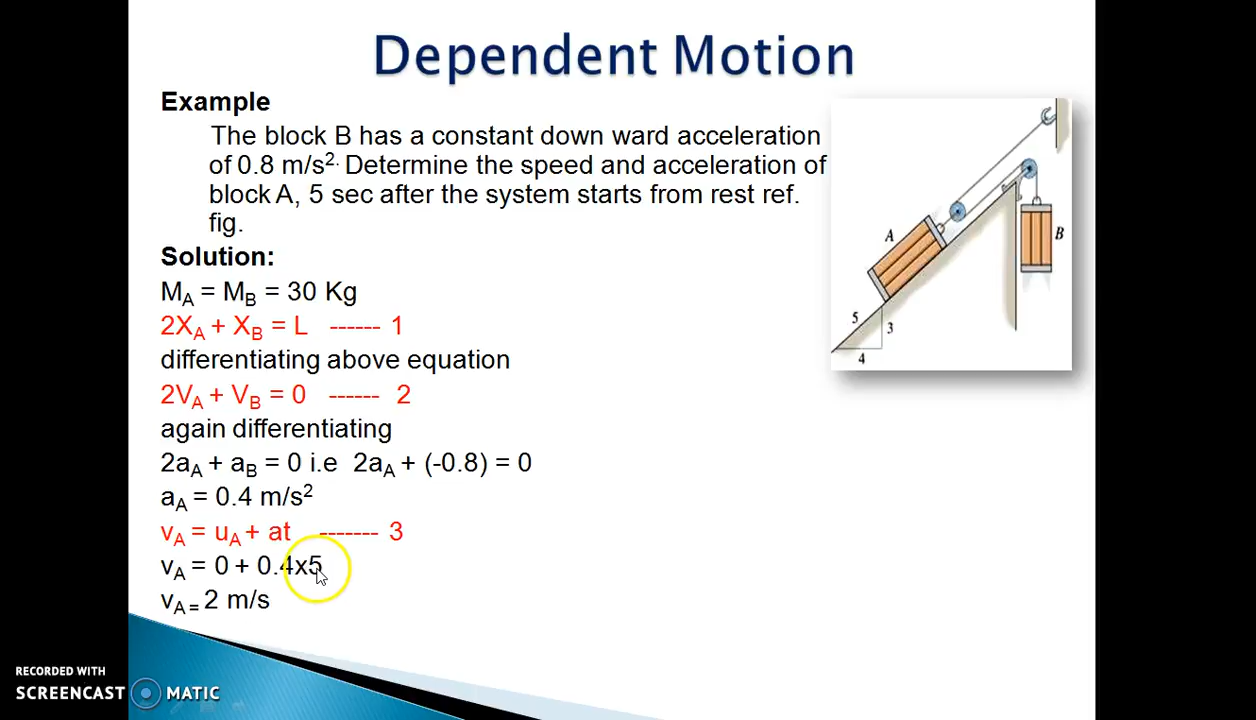 Dependent Motion
Example
The block B has a constant down ward acceleration
of 0.8 m/s2. Determine the speed and acceleration of
block A, 5 sec after the system starts from rest ref.
fig.
Solution:
MA = MB = 30 Kg
2XA + XB = L ------ 1
differentiating above equation
2VA + VB = 0 ------ 2
again differentiating
2aA + aB = 0 i.e 2aA + (-0.8) = 0
aA = 0.4 m/s2
vA = uA + at ------- 3
vA = 0 + 0.4x5
vA = 2 m/s
A
B
5
3
4
RECORDED WITH
SCREENCAST MATIC